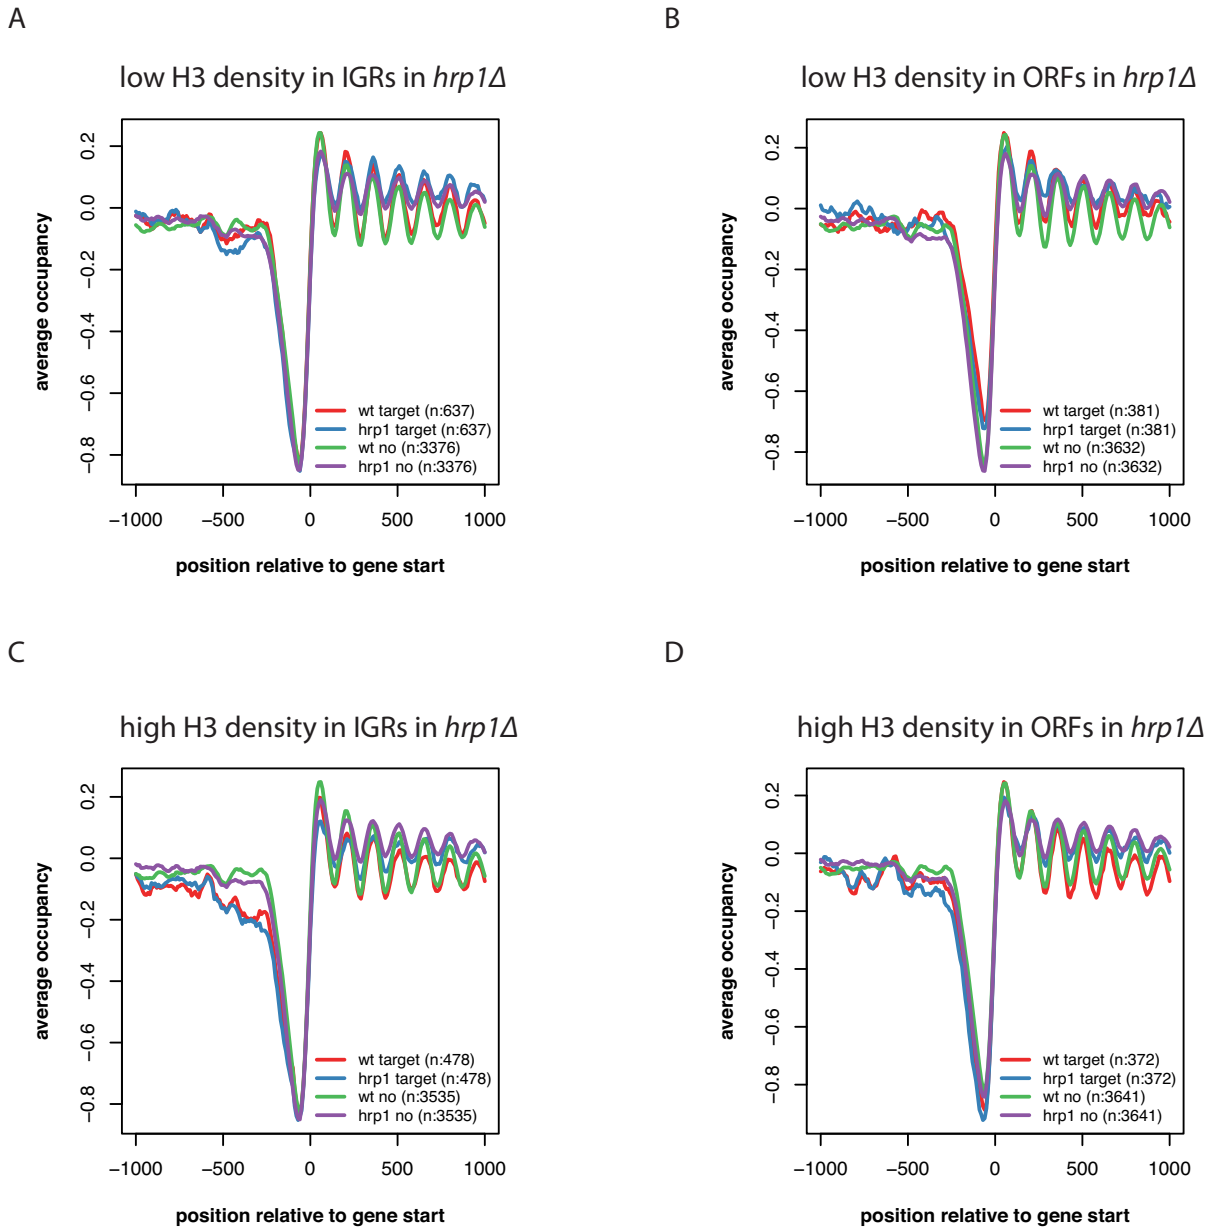 A
low H3 density in IGRs in hrp1Δ
0.2
0.0
−0.2
−0.4
−0.6
−0.8
average occupancy
wt target (n:637)
hrp1 target (n:637)
wt no (n:3376)
hrp1 no (n:3376)
−1000 −500 0 500 1000
position relative to gene start
B
low H3 density in ORFs in hrp1Δ
0.2
0.0
−0.2
−0.4
−0.6
−0.8
average occupancy
wt target (n:381)
hrp1 target (n:381)
wt no (n:3632)
hrp1 no (n:3632)
−1000 −500 0 500 1000
position relative to gene start
C
high H3 density in IGRs in hrp1Δ
0.2
0.0
−0.2
−0.4
−0.6
−0.8
average occupancy
wt target (n:478)
hrp1 target (n:478)
wt no (n:3535)
hrp1 no (n:3535)
−1000 −500 0 500 1000
position relative to gene start
D
high H3 density in ORFs in hrp1Δ
0.2
0.0
−0.2
−0.4
−0.6
−0.8
average occupancy
wt target (n:372)
hrp1 target (n:372)
wt no (n:3641)
hrp1 no (n:3641)
−1000 −500 0 500 1000
position relative to gene start